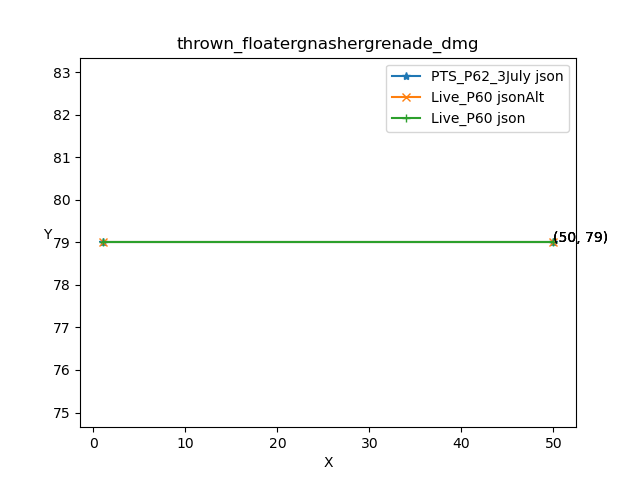 thrown_floatergnashergrenade_dmg
83
82
81
80
79
78
77
76
75
Y
PTS_P62_3July json
Live_P60 jsonAlt
Live_P60 json
(50, 79)
0 10 20 30 40 50
X